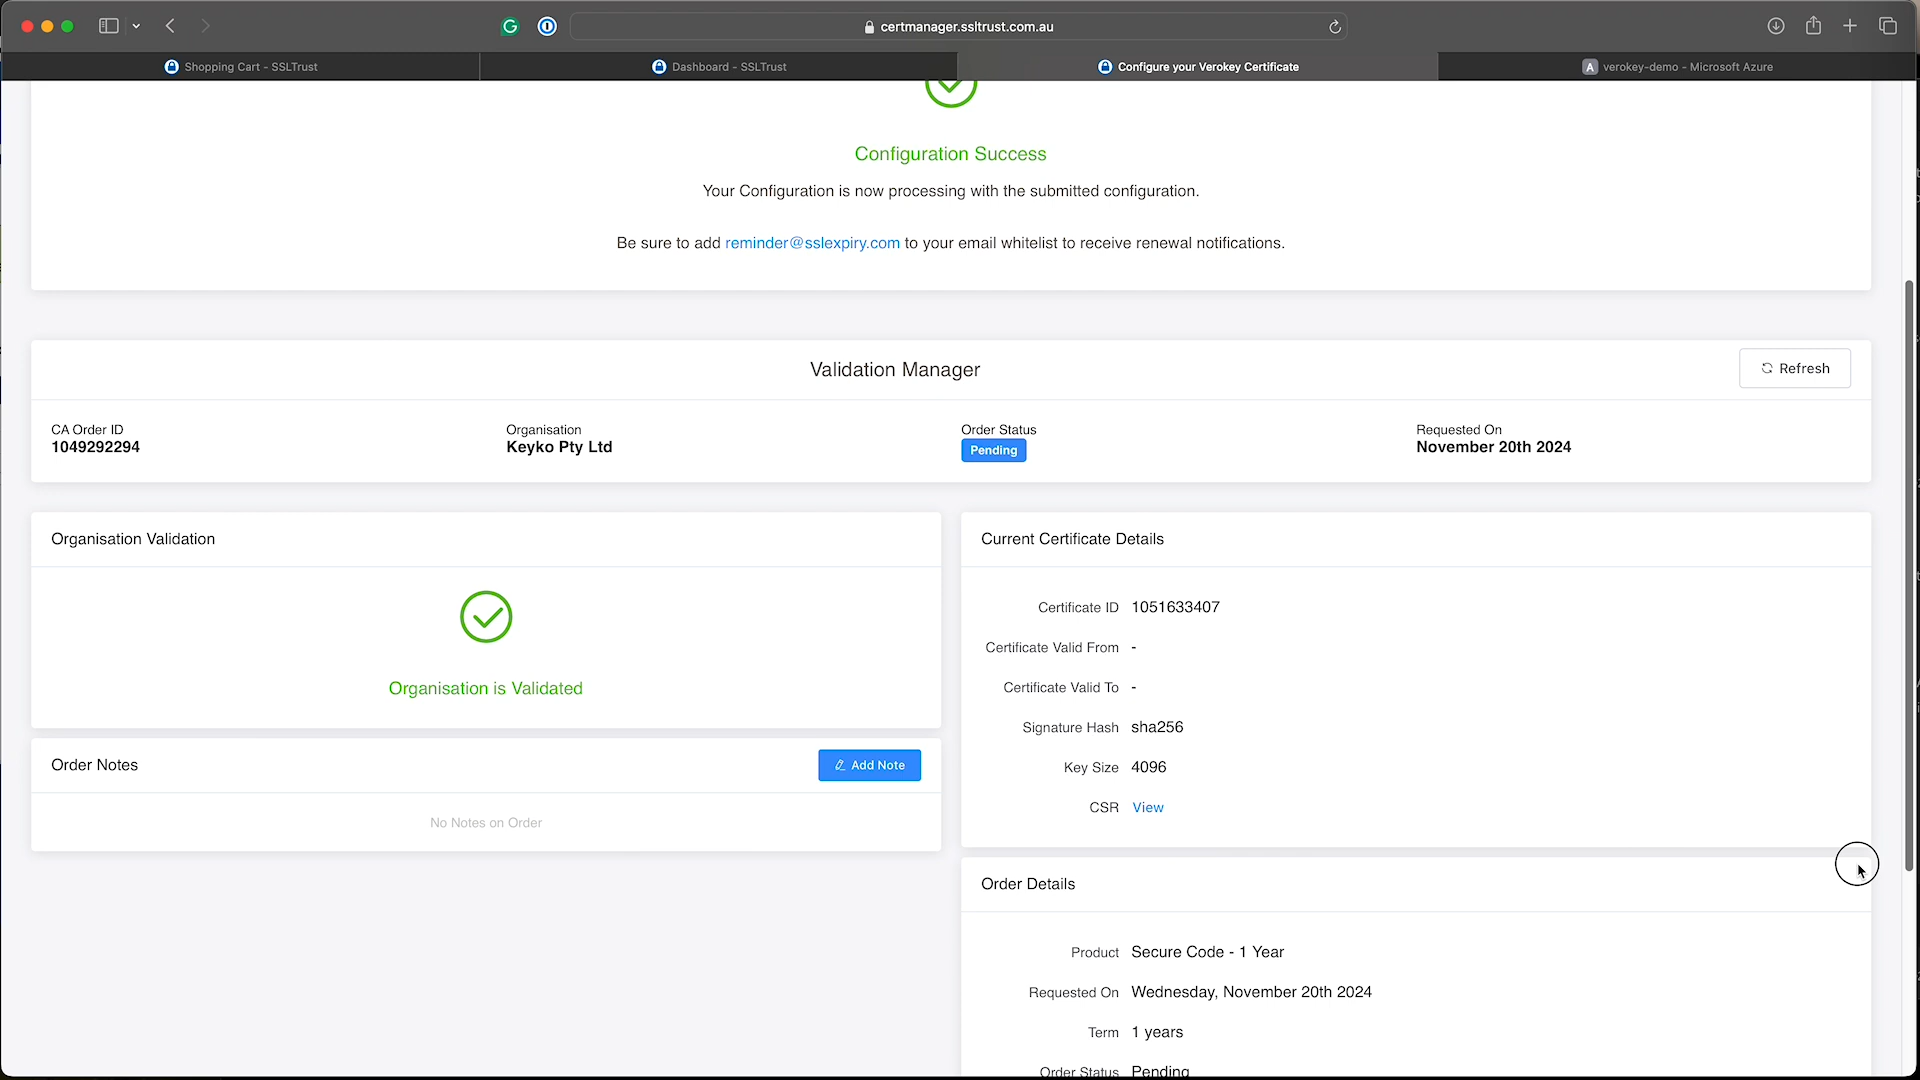 certmanager.ssltrust.com.au
Shopping Cart - SSLTrust
Dashboard - SSLTrust
Configure your Verokey Certificate
A verokey-demo - Microsoft Azure
Configuration Success
Your Configuration is now processing with the submitted configuration.
Be sure to add reminder@sslexpiry.com to your email whitelist to receive renewal notifications.
Validation Manager
Refresh
CA Order ID
1049292294
Organisation
Keyko Pty Ltd
Order Status
Pending
Requested On
November 20th 2024
Organisation Validation
Organisation is Validated
Order Notes
Add Note
No Notes on Order
Current Certificate Details
Certificate ID 1051633407
Certificate Valid From -
Certificate Valid To -
Signature Hash sha256
Key Size 4096
CSR View
Order Details
Product Secure Code - 1 Year
Requested On Wednesday, November 20th 2024
Term 1 years
Order Status Pending